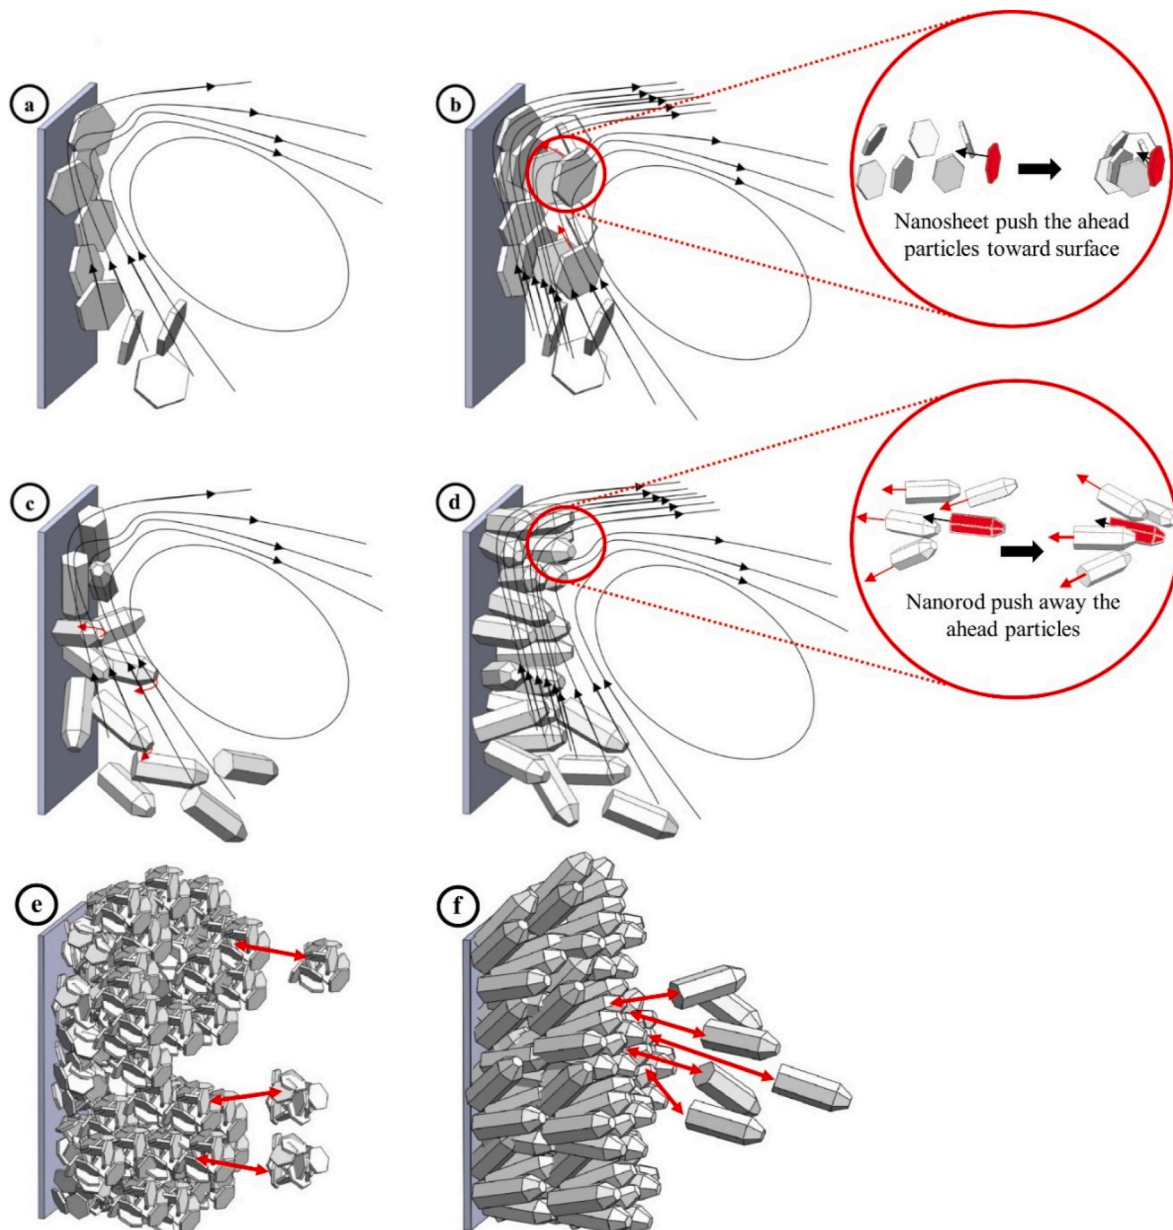 a
b
Nanosheet push the ahead
particles toward surface
c
d
Nanorod push away the
ahead particles
e
f